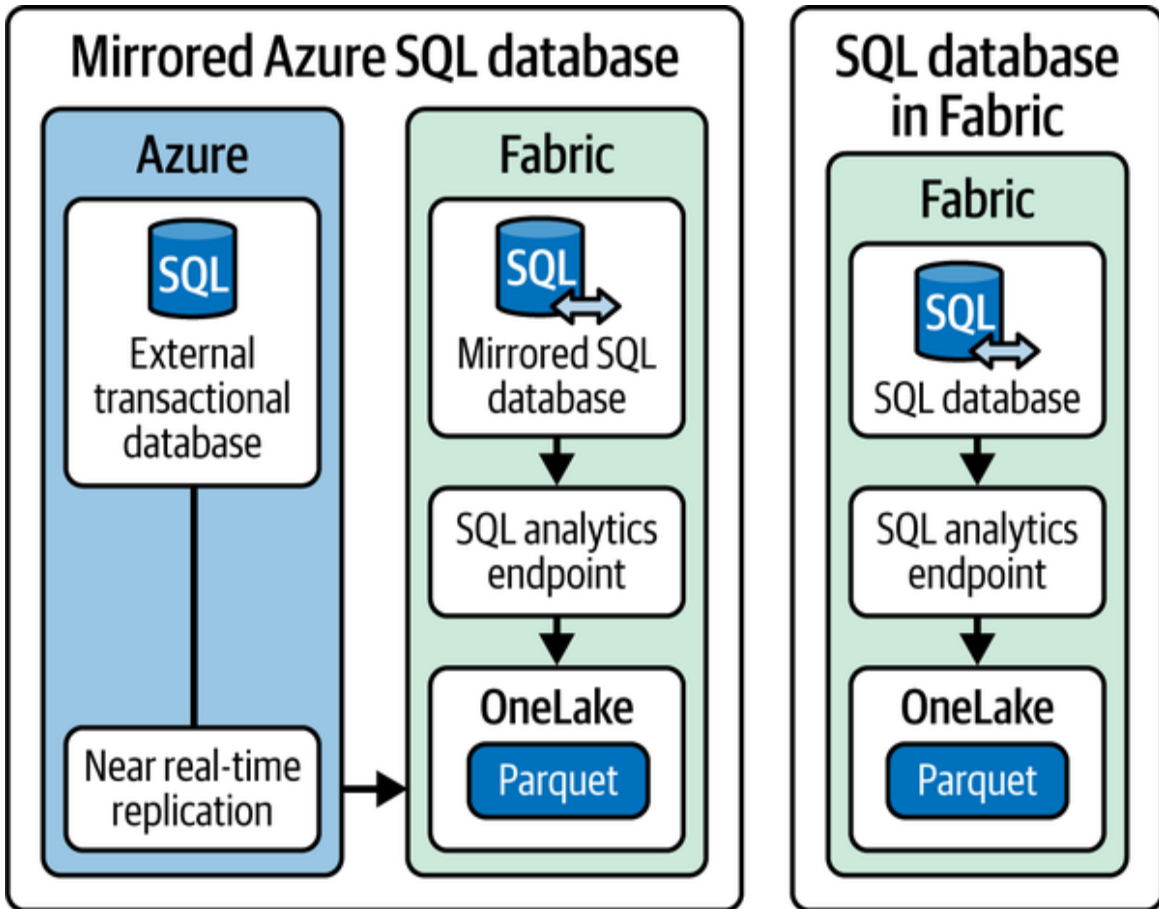 Mirrored Azure SQL database
Azure
SQL
External
transactional
database
Near real-time
replication
Fabric
SQL
Mirrored SQL
database
SQL analytics
endpoint
OneLake
Parquet
SQL database
in Fabric
Fabric
SQL
SQL database
SQL analytics
endpoint
OneLake
Parquet